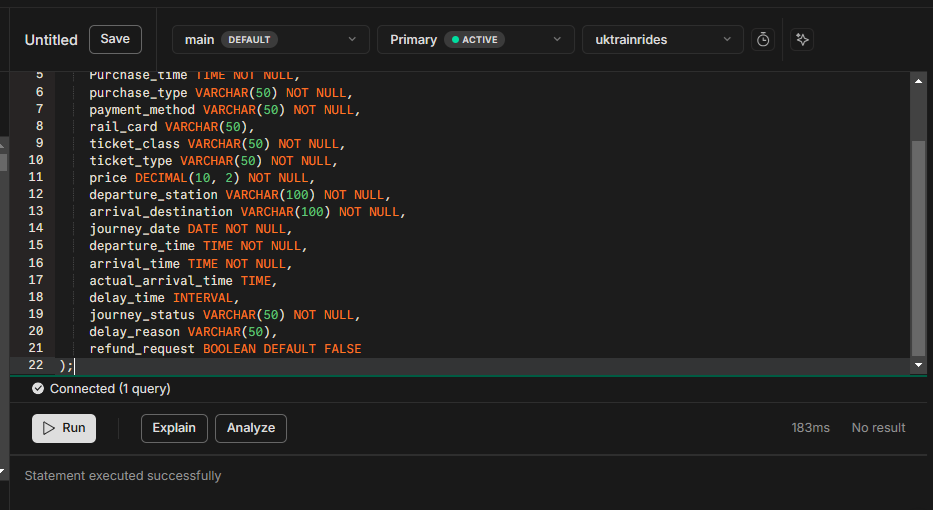 Untitled Save main DEFAULT Primary ACTIVE uktrainrides
5 Purchase_time TIME NOT NULL,
6 purchase_type VARCHAR(50) NOT NULL,
7 payment_method VARCHAR(50) NOT NULL,
8 rail_card VARCHAR(50),
9 ticket_class VARCHAR(50) NOT NULL,
10 ticket_type VARCHAR(50) NOT NULL,
11 price DECIMAL(10, 2) NOT NULL,
12 departure_station VARCHAR(100) NOT NULL,
13 arrival_destination VARCHAR(100) NOT NULL,
14 journey_date DATE NOT NULL,
15 departure_time TIME NOT NULL,
16 arrival_time TIME NOT NULL,
17 actual_arrival_time TIME,
18 delay_time INTERVAL,
19 journey_status VARCHAR(50) NOT NULL,
20 delay_reason VARCHAR(50),
21 refund_request BOOLEAN DEFAULT FALSE
22 );
Connected (1 query)
Run Explain Analyze 183ms No result
Statement executed successfully